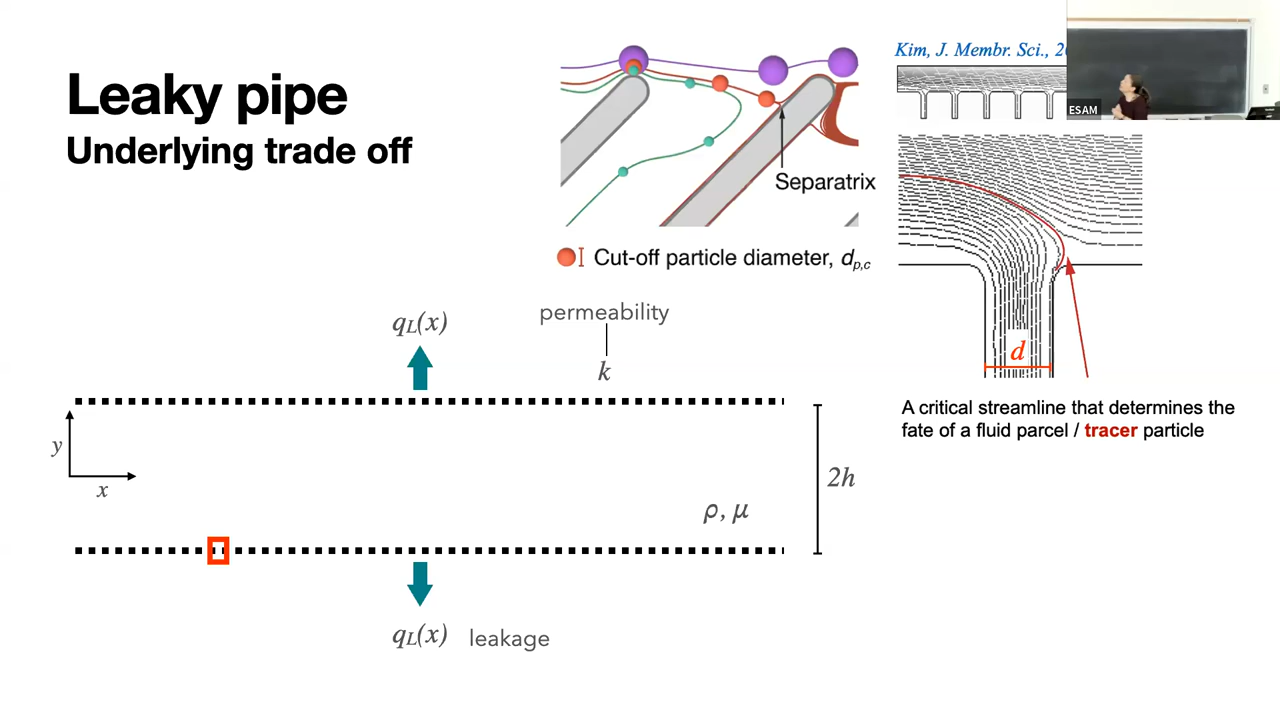 Leaky pipe
Underlying trade off
Separatrix
Cut-off particle diameter, dp,c
Kim, J. Membr. Sci., 2
ESAM
d
A critical streamline that determines the
fate of a fluid parcel / tracer particle
qL(x)
permeability
k
y
x
2h
ρ, μ
qL(x) leakage